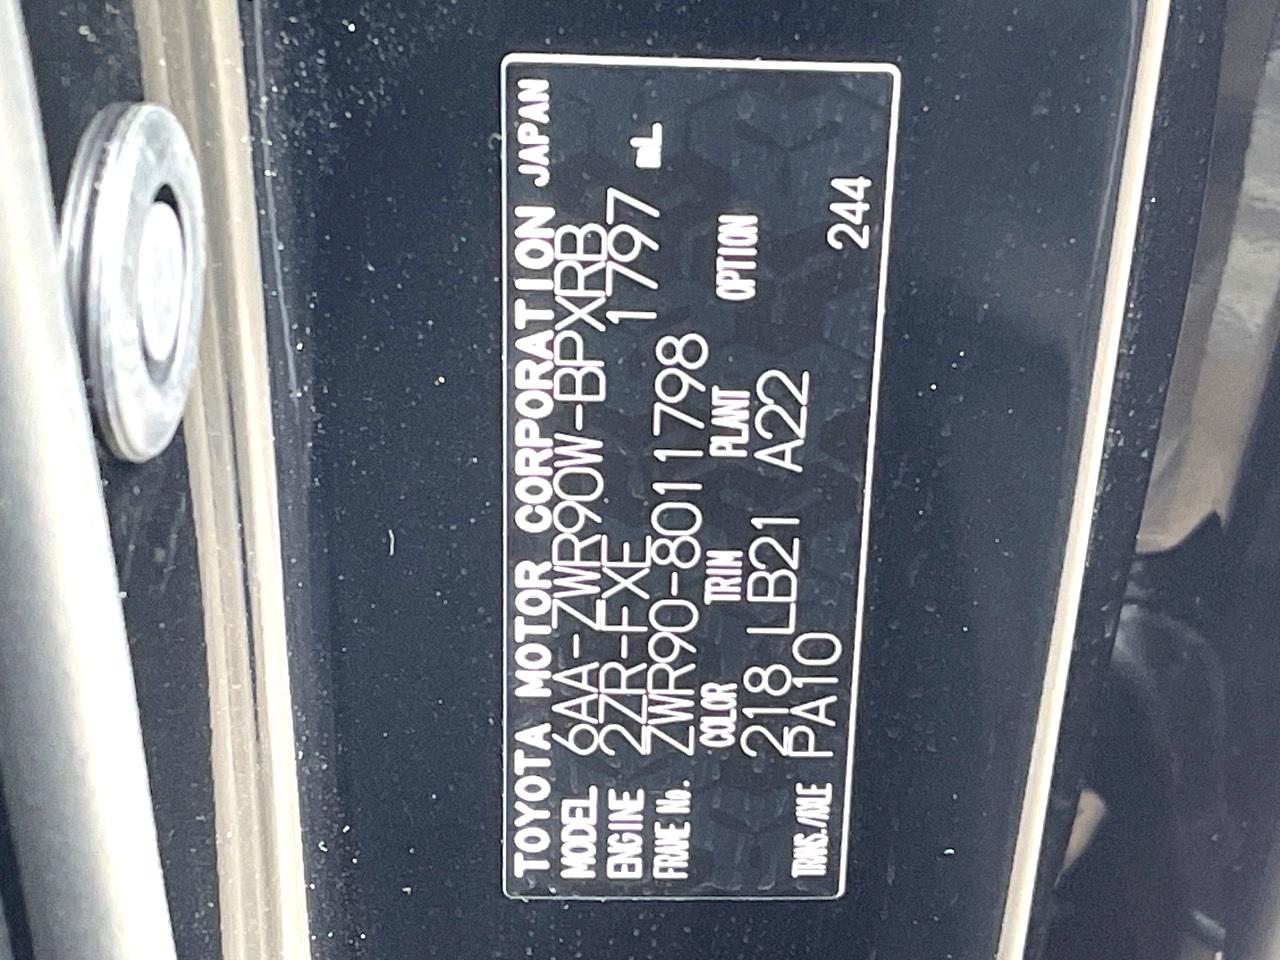 TOYOTA MOTOR CORPORATION JAPAN
MODEL 6AA-ZWR90W-BPXRB
ENGINE 2ZR-FXE 1797 mL
FRAME No. ZWR90-8011798
COLOR TRIM PLANT OPTION
218 LB21 A22
TRANS./AXLE PA10 244